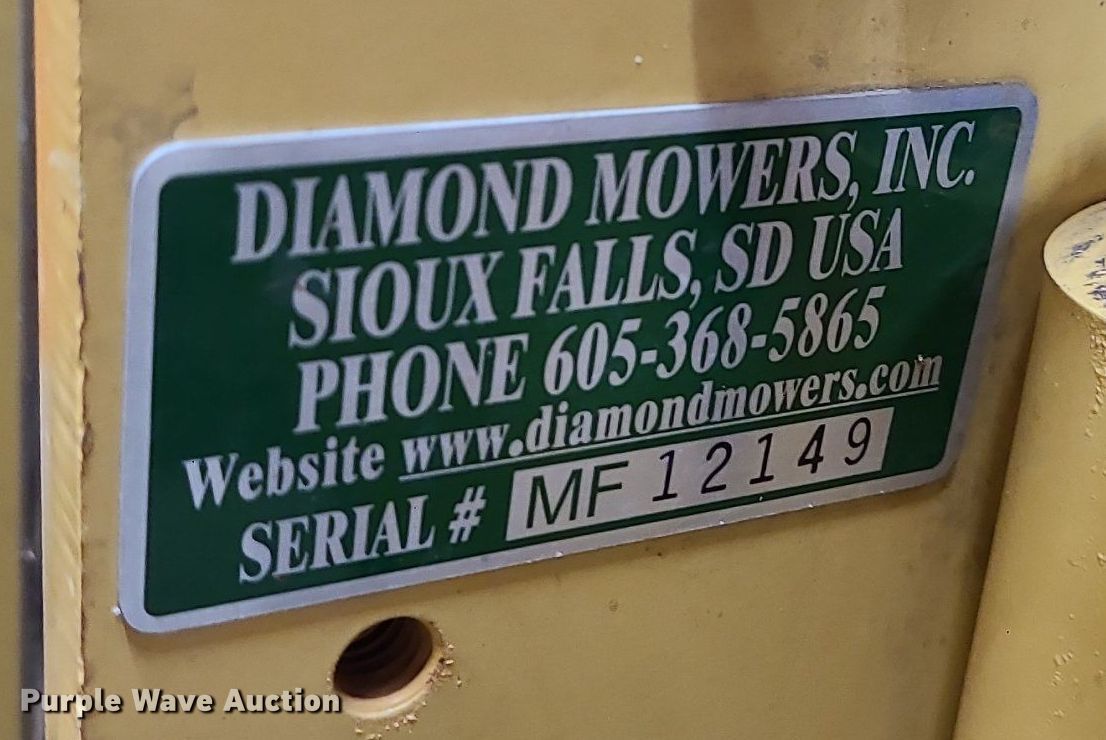 DIAMOND MOWERS, INC.
SIOUX FALLS, SD USA
PHONE 605-368-5865
Website www.diamondmowers.com
SERIAL # MF 12149
Purple Wave Auction